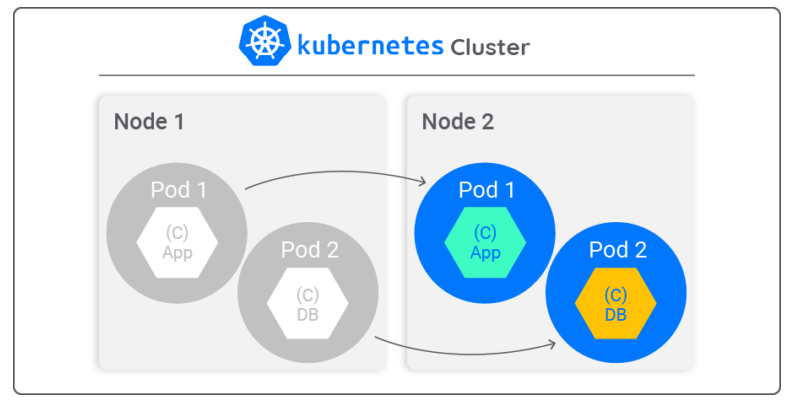 kubernetes Cluster
Node 1
Pod 1
(C)
App
Pod 2
(C)
DB
Node 2
Pod 1
(C)
App
Pod 2
(C)
DB